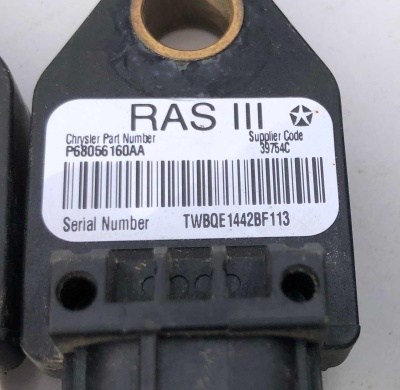 RAS III
Chrysler Part Number
Supplier Code
P68056160AA
39754C
Serial Number TWBQE1442BF113